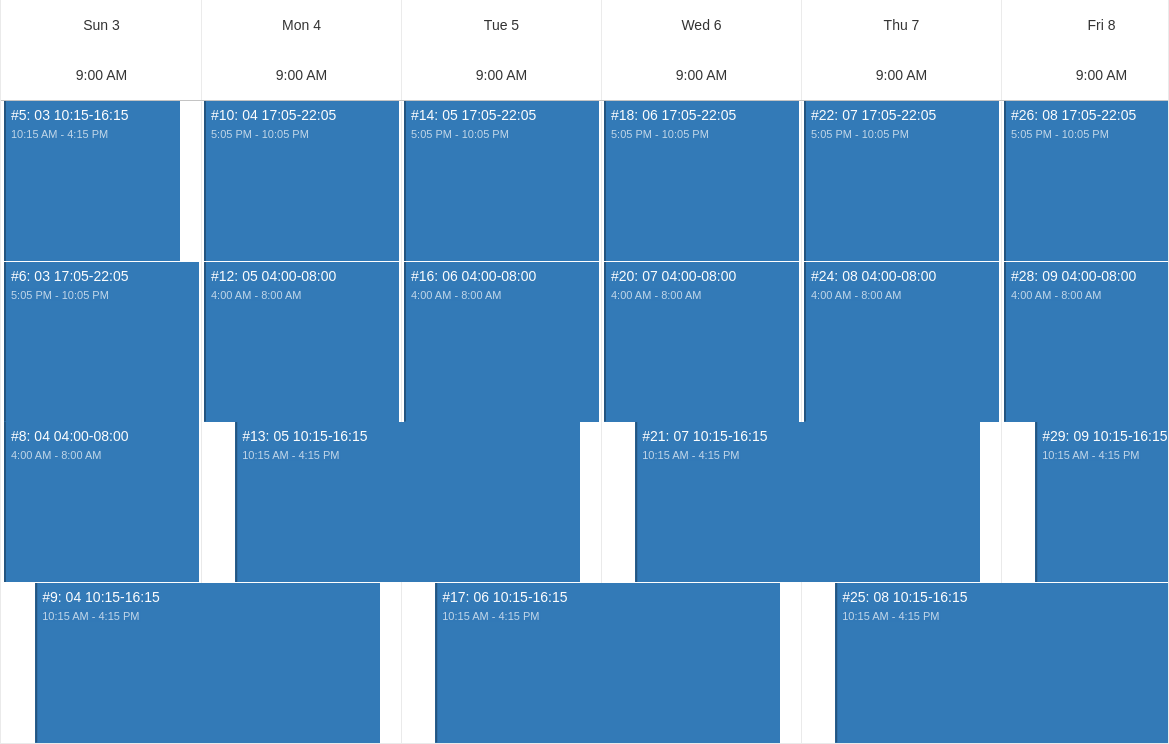 Sun 3
Mon 4
Tue 5
Wed 6
Thu 7
Fri 8
9:00 AM
9:00 AM
9:00 AM
9:00 AM
9:00 AM
9:00 AM
#5: 03 10:15-16:15
10:15 AM - 4:15 PM
#10: 04 17:05-22:05
5:05 PM - 10:05 PM
#14: 05 17:05-22:05
5:05 PM - 10:05 PM
#18: 06 17:05-22:05
5:05 PM - 10:05 PM
#22: 07 17:05-22:05
5:05 PM - 10:05 PM
#26: 08 17:05-22:05
5:05 PM - 10:05 PM
#6: 03 17:05-22:05
5:05 PM - 10:05 PM
#12: 05 04:00-08:00
4:00 AM - 8:00 AM
#16: 06 04:00-08:00
4:00 AM - 8:00 AM
#20: 07 04:00-08:00
4:00 AM - 8:00 AM
#24: 08 04:00-08:00
4:00 AM - 8:00 AM
#28: 09 04:00-08:00
4:00 AM - 8:00 AM
#8: 04 04:00-08:00
4:00 AM - 8:00 AM
#13: 05 10:15-16:15
10:15 AM - 4:15 PM
#21: 07 10:15-16:15
10:15 AM - 4:15 PM
#29: 09 10:15-16:15
10:15 AM - 4:15 PM
#9: 04 10:15-16:15
10:15 AM - 4:15 PM
#17: 06 10:15-16:15
10:15 AM - 4:15 PM
#25: 08 10:15-16:15
10:15 AM - 4:15 PM